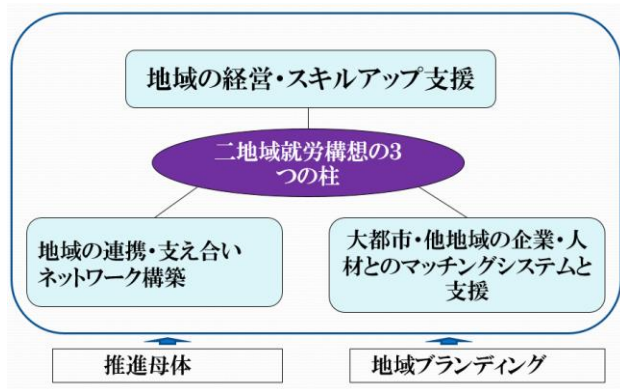 地域の経営・スキルアップ支援
二地域就労構想の3
つの柱
地域の連携・支え合い
ネットワーク構築
大都市・他地域の企業・人
材とのマッチングシステムと
支援
推進母体
地域ブランディング